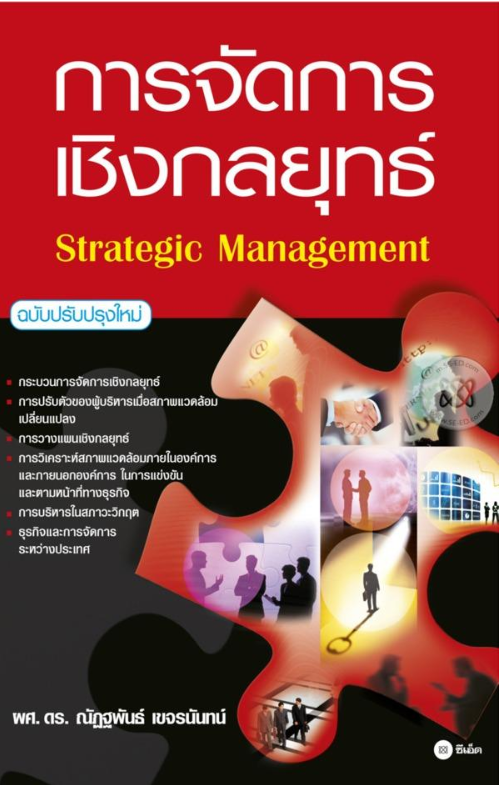 การจัดการ
เชิงกลยุทธ์
Strategic Management
ฉบับปรับปรุงใหม่
กระบวนการจัดการเชิงกลยุทธ์
การปรับตัวของผู้บริหารเมื่อสภาพแวดล้อม
เปลี่ยนแปลง
การวางแผนเชิงกลยุทธ์
การวิเคราะห์สภาพแวดล้อมภายในองค์การ
และภายนอกองค์การ ในการแข่งขัน
และตามหน้าที่ทางธุรกิจ
การบริหารในสภาวะวิกฤต
ธุรกิจและการจัดการ
ระหว่างประเทศ
ผศ. ดร. ณัฏฐพันธ์ เขจรนันทน์
ซีเอ็ด